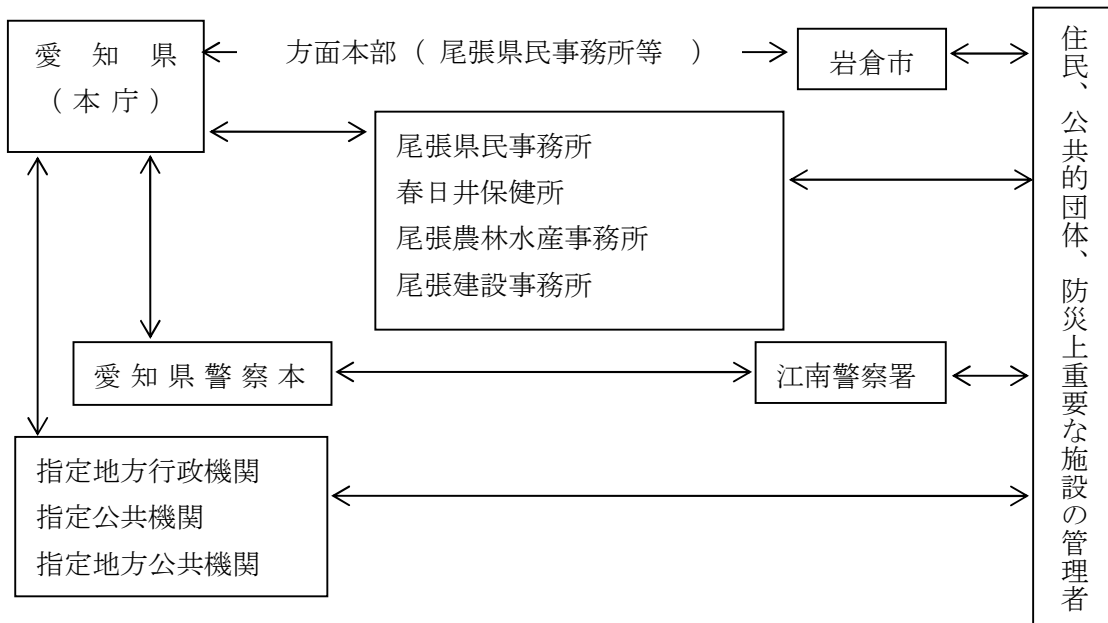 愛知県
（本庁）
方面本部（尾張県民事務所等　）
岩倉市
尾張県民事務所
春日井保健所
尾張農林水産事務所
尾張建設事務所
愛知県警察本
江南警察署
指定地方行政機関
指定公共機関
指定地方公共機関
住民、公共的団体、防災上重要な施設の管理者